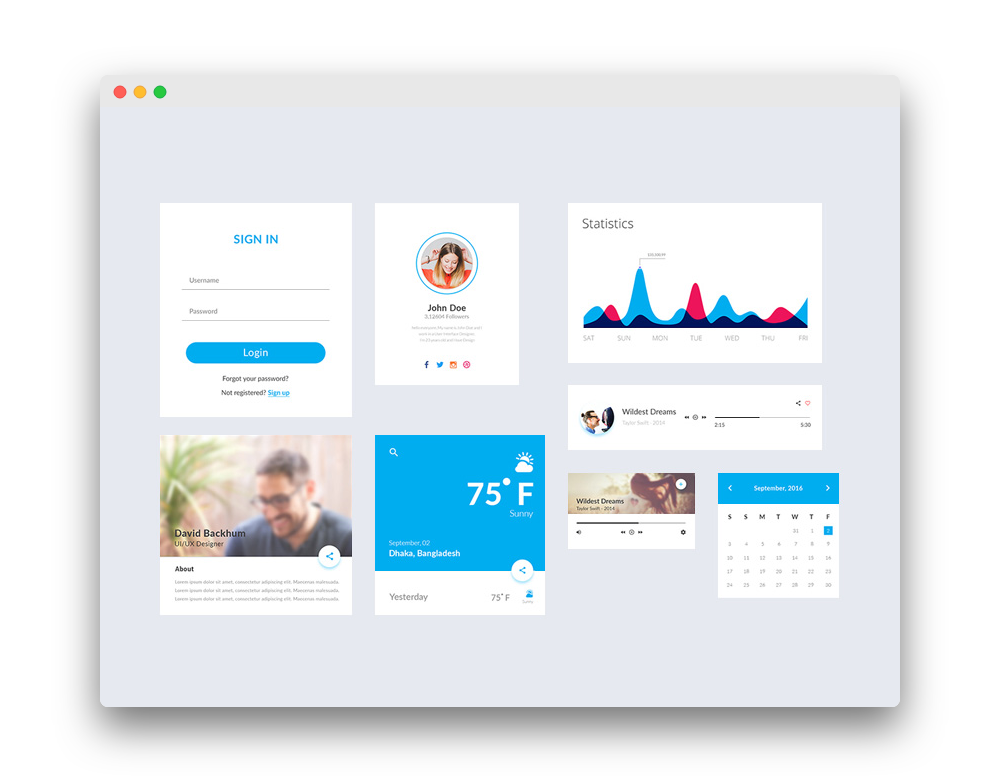 SIGN IN
Username
Password
Login
Forgot your password?
Not registered? Sign up
John Doe
3,12604 Followers
Statistics
SAT SUN MON TUE WED THU FRI
Wildest Dreams
Taylor Swift - 2014
2:15 5:30
David Backhum
UI/UX Designer
About
Lorem ipsum dolor sit amet, consectetur adipiscing elit. Maecenas malesuada.
Lorem ipsum dolor sit amet, consectetur adipiscing elit. Maecenas malesuada.
Lorem ipsum dolor sit amet, consectetur adipiscing elit. Maecenas malesuada.
75° F
Sunny
September, 02
Dhaka, Bangladesh
Yesterday 75° F
Sunny
Wildest Dreams
Taylor Swift - 2014
September, 2016
S S M T W T F
31 1 2
3 4 5 6 7 8 9
10 11 12 13 14 15 16
17 18 19 20 21 22 23
24 25 26 27 28 29 30